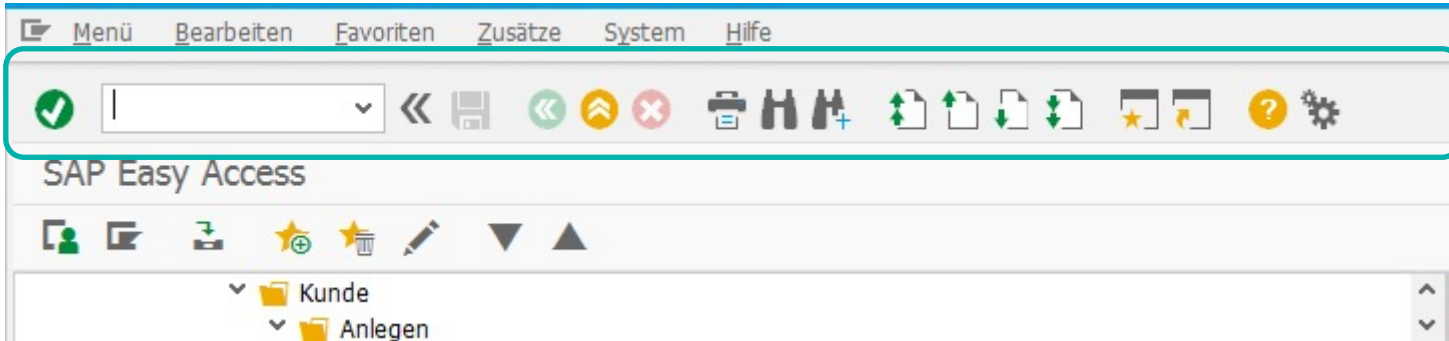 Menü Bearbeiten Favoriten Zusätze System Hilfe
SAP Easy Access
Kunde
Anlegen